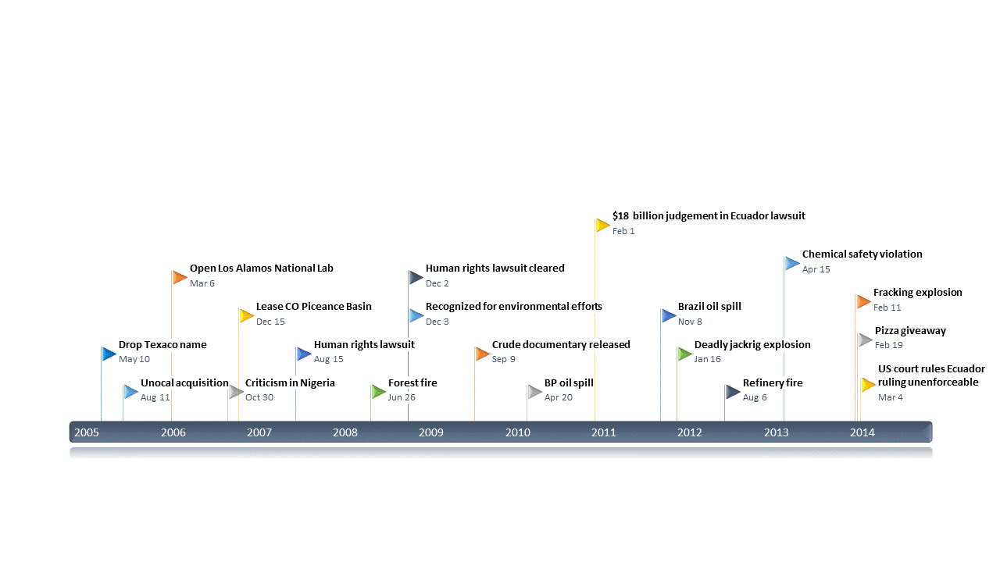 $18 billion judgement in Ecuador lawsuit
Feb 1
Chemical safety violation
Apr 15
Open Los Alamos National Lab
Mar 6
Human rights lawsuit cleared
Dec 2
Fracking explosion
Feb 11
Lease CO Piceance Basin
Dec 15
Recognized for environmental efforts
Dec 3
Brazil oil spill
Nov 8
Pizza giveaway
Feb 19
Drop Texaco name
May 10
Human rights lawsuit
Aug 15
Crude documentary released
Sep 9
Deadly jackrig explosion
Jan 16
US court rules Ecuador
ruling unenforceable
Mar 4
Unocal acquisition
Aug 11
Criticism in Nigeria
Oct 30
Forest fire
Jun 26
BP oil spill
Apr 20
Refinery fire
Aug 6
2005 2006 2007 2008 2009 2010 2011 2012 2013 2014